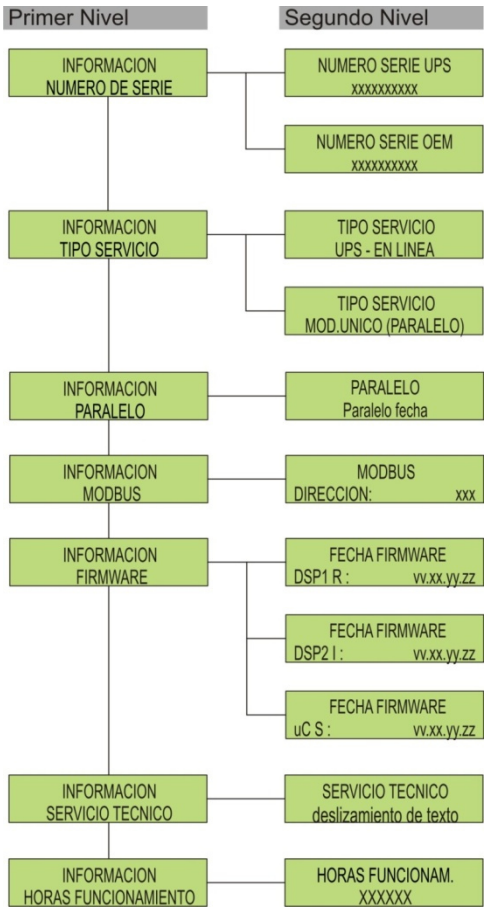 Primer Nivel
Segundo Nivel
INFORMACION
NUMERO DE SERIE
NUMERO SERIE UPS
xxxxxxxxxx
NUMERO SERIE OEM
xxxxxxxxxx
INFORMACION
TIPO SERVICIO
TIPO SERVICIO
UPS - EN LINEA
TIPO SERVICIO
MOD.UNICO (PARALELO)
INFORMACION
PARALELO
PARALELO
Paralelo fecha
INFORMACION
MODBUS
MODBUS
DIRECCION: xxx
INFORMACION
FIRMWARE
FECHA FIRMWARE
DSP1 R : vv.xx.yy.zz
FECHA FIRMWARE
DSP2 I : vv.xx.yy.zz
FECHA FIRMWARE
uC S : vv.xx.yy.zz
INFORMACION
SERVICIO TECNICO
SERVICIO TECNICO
deslizamiento de texto
INFORMACION
HORAS FUNCIONAMIENTO
HORAS FUNCIONAM.
XXXXXX